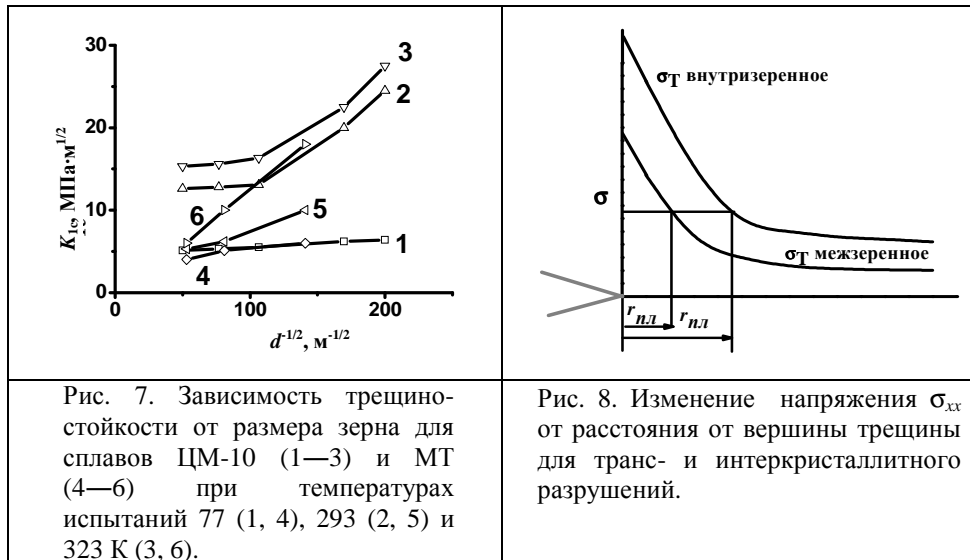 30
20
10
0
K1c, МПа·м1/2
0
100
200
d-1/2, м-1/2
3
2
6
5
1
4
σТ внутризеренное
σ
σТ межзеренное
rпл
rпл
Рис. 7. Зависимость трещино-
стойкости от размера зерна для
сплавов ЦМ-10 (1—3) и МТ
(4—6) при температурах
испытаний 77 (1, 4), 293 (2, 5) и
323 К (3, 6).
Рис. 8. Изменение напряжения σxx
от расстояния от вершины трещины
для транс- и интеркристаллитного
разрушений.